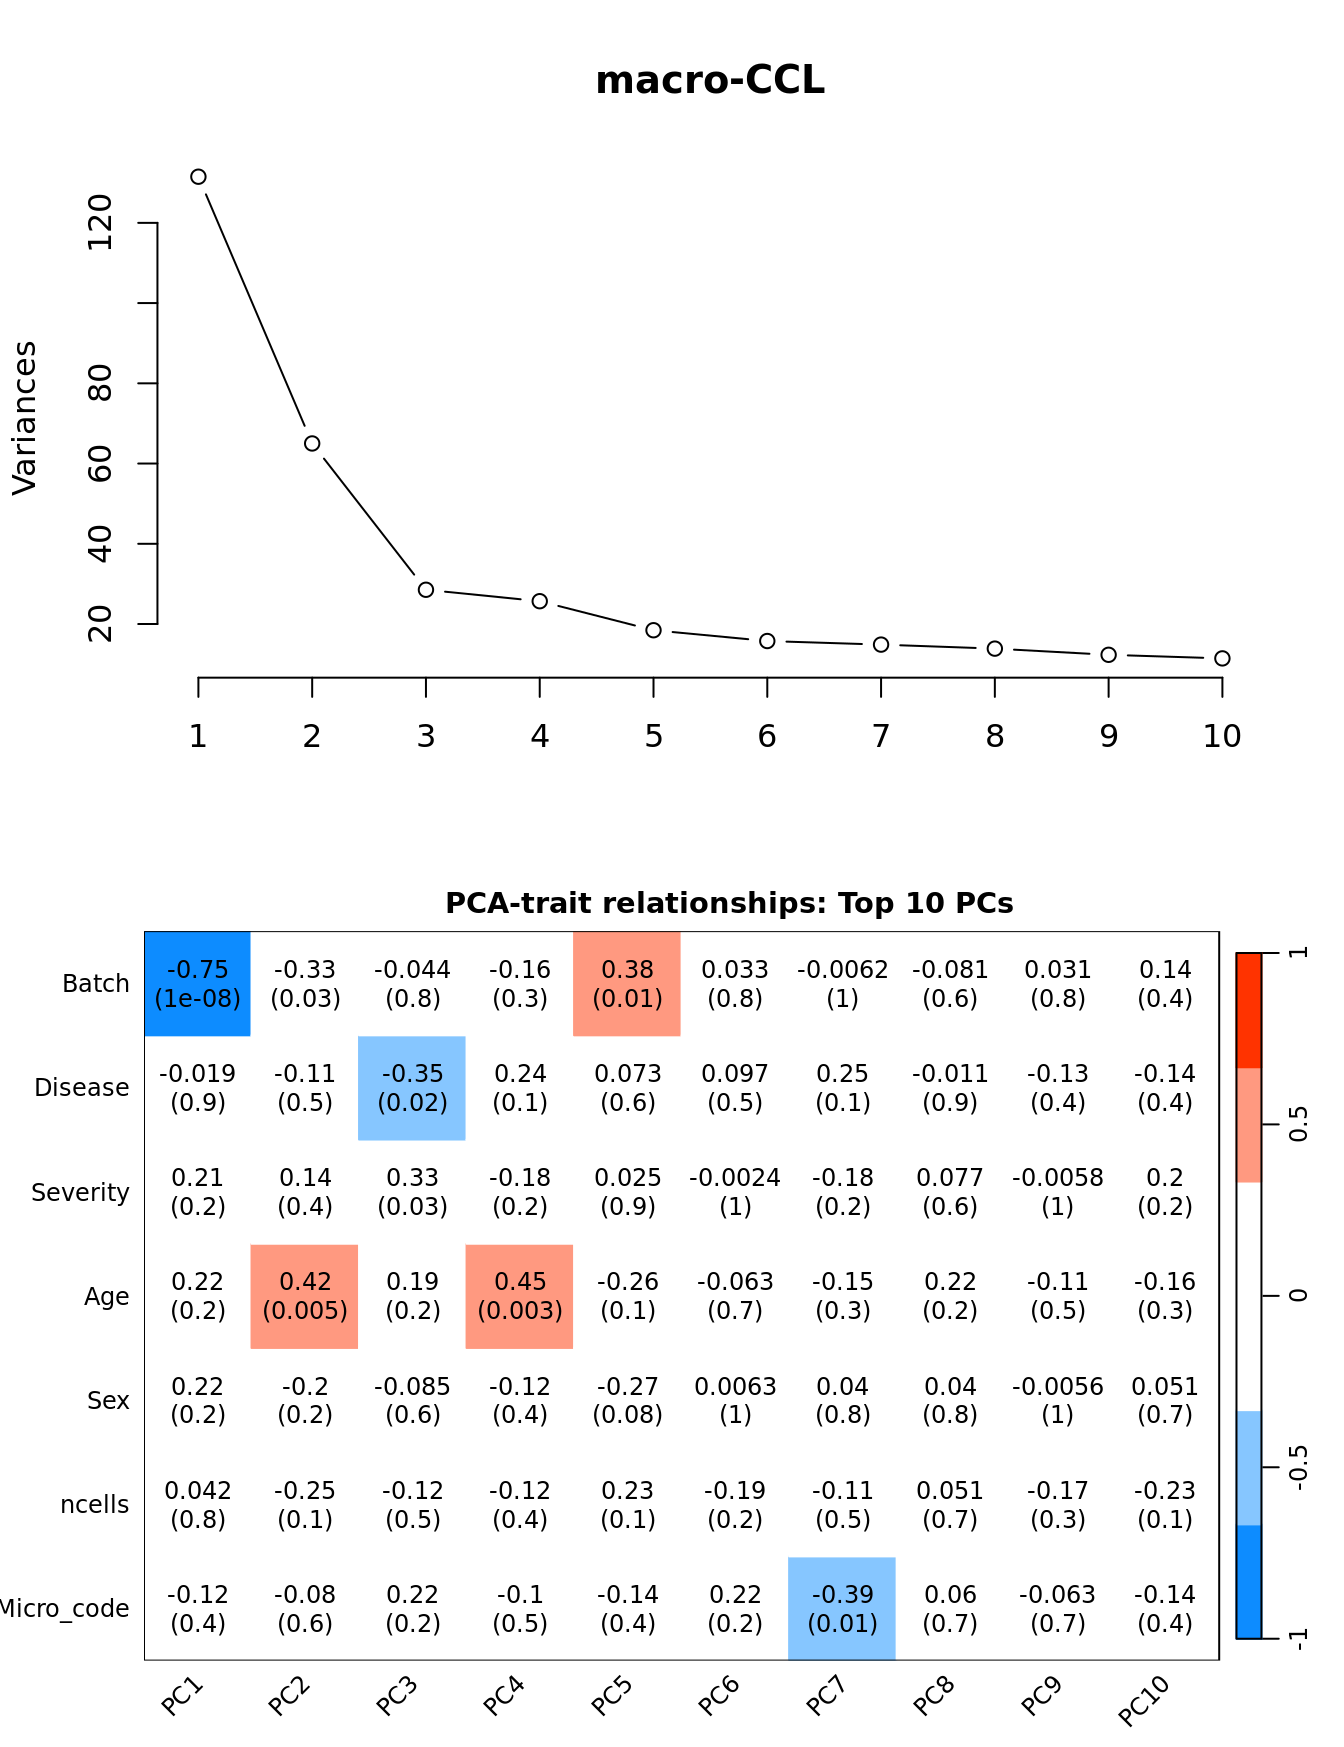 macro-CCL
Variances
120
80
60
40
20
1 2 3 4 5 6 7 8 9 10
PCA-trait relationships: Top 10 PCs
Batch -0.75 -0.33 -0.044 -0.16 0.38 0.033 -0.0062 -0.081 0.031 0.14
(1e-08) (0.03) (0.8) (0.3) (0.01) (0.8) (1) (0.6) (0.8) (0.4)
Disease -0.019 -0.11 -0.35 0.24 0.073 0.097 0.25 -0.011 -0.13 -0.14
(0.9) (0.5) (0.02) (0.1) (0.6) (0.5) (0.1) (0.9) (0.4) (0.4)
Severity 0.21 0.14 0.33 -0.18 0.025 -0.0024 -0.18 0.077 -0.0058 0.2
(0.2) (0.4) (0.03) (0.2) (0.9) (1) (0.2) (0.6) (1) (0.2)
Age 0.22 0.42 0.19 0.45 -0.26 -0.063 -0.15 0.22 -0.11 -0.16
(0.2) (0.005) (0.2) (0.003) (0.1) (0.7) (0.3) (0.2) (0.5) (0.3)
Sex 0.22 -0.2 -0.085 -0.12 -0.27 0.0063 0.04 0.04 -0.0056 0.051
(0.2) (0.2) (0.6) (0.4) (0.08) (1) (0.8) (0.8) (1) (0.7)
ncells 0.042 -0.25 -0.12 -0.12 0.23 -0.19 -0.11 0.051 -0.17 -0.23
(0.8) (0.1) (0.5) (0.4) (0.1) (0.2) (0.5) (0.7) (0.3) (0.1)
Micro_code -0.12 -0.08 0.22 -0.1 -0.14 0.22 -0.39 0.06 -0.063 -0.14
(0.4) (0.6) (0.2) (0.5) (0.4) (0.2) (0.01) (0.7) (0.7) (0.4)
PC1 PC2 PC3 PC4 PC5 PC6 PC7 PC8 PC9 PC10
1
0.5
0
-0.5
-1